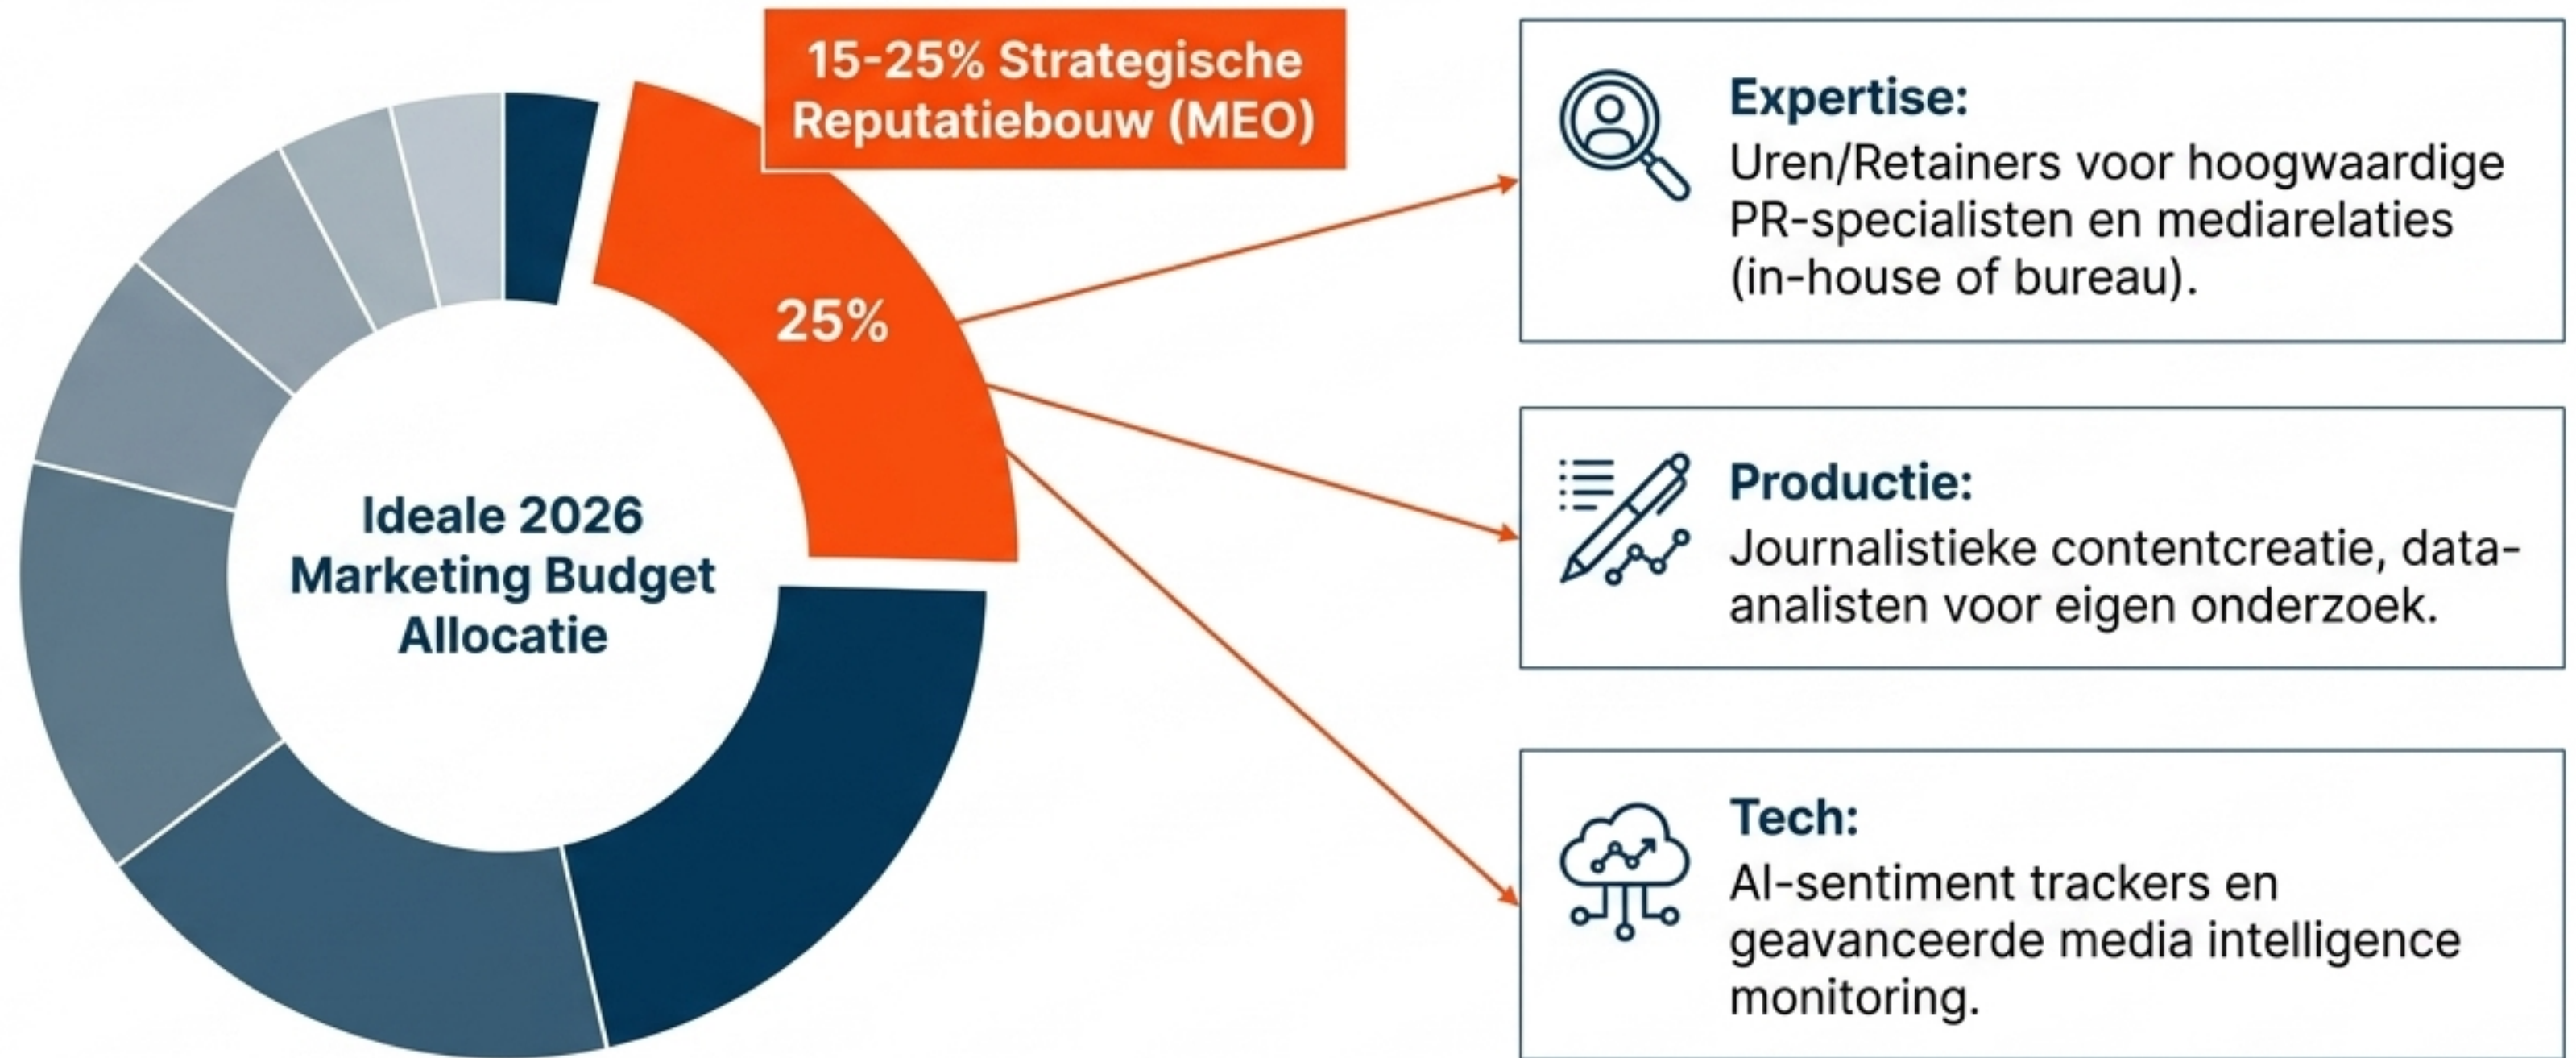 15-25% Strategische
Reputatiebouw (MEO)
25%
Ideale 2026
Marketing Budget
Allocatie
Expertise:
Uren/Retainers voor hoogwaardige
PR-specialisten en mediarelaties
(in-house of bureau).
Productie:
Journalistieke contentcreatie, data-
analisten voor eigen onderzoek.
Tech:
AI-sentiment trackers en
geavanceerde media intelligence
monitoring.